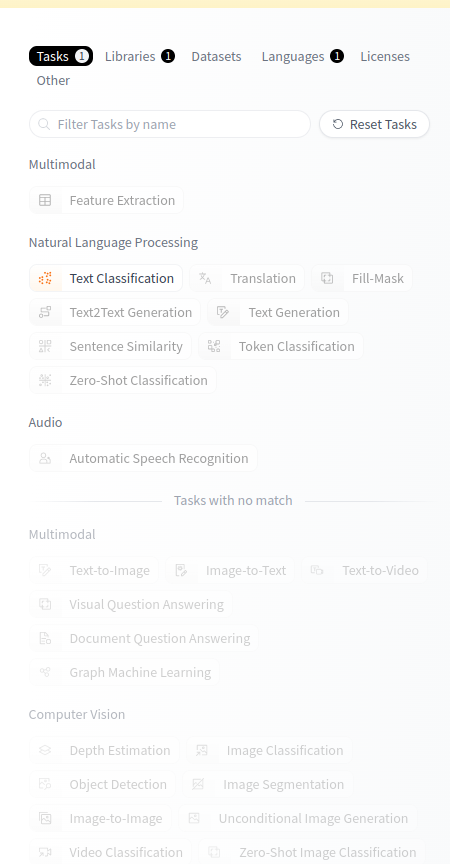 Tasks 1 Libraries 1 Datasets Languages 1 Licenses
Other
Filter Tasks by name Reset Tasks
Multimodal
Feature Extraction
Natural Language Processing
Text Classification Translation Fill-Mask
Text2Text Generation Text Generation
Sentence Similarity Token Classification
Zero-Shot Classification
Audio
Automatic Speech Recognition
Tasks with no match
Multimodal
Text-to-Image Image-to-Text Text-to-Video
Visual Question Answering
Document Question Answering
Graph Machine Learning
Computer Vision
Depth Estimation Image Classification
Object Detection Image Segmentation
Image-to-Image Unconditional Image Generation
Video Classification Zero-Shot Image Classification